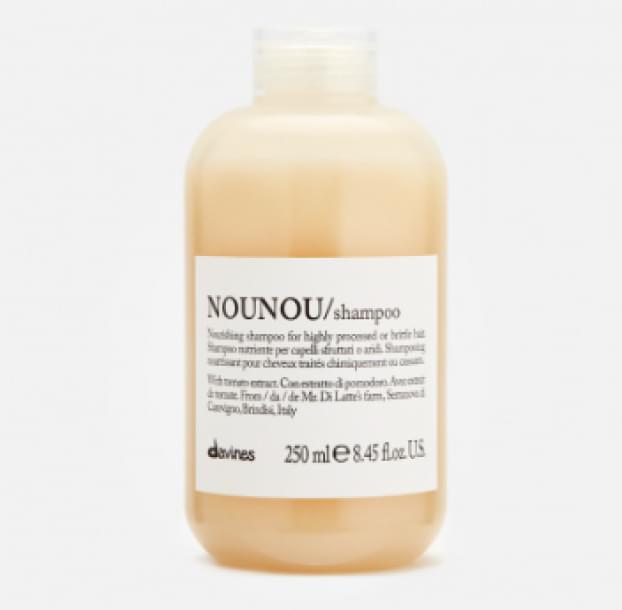 NOUNOU/shampoo
Nourishing shampoo for highly processed or brittle hair
Shampoo nutriente per capelli sfruttati o aridi. Shampooing
nourrissant pour cheveux traités chimiquement ou cassants.
With tomato extract. Con estratto di pomodoro. Avec extrait
de tomate. From / da / de Mr. Di Latte's farm, Serranova di
Carovigno, Brindisi, Italy
davines 250 ml e 8.45 fl.oz. U.S.